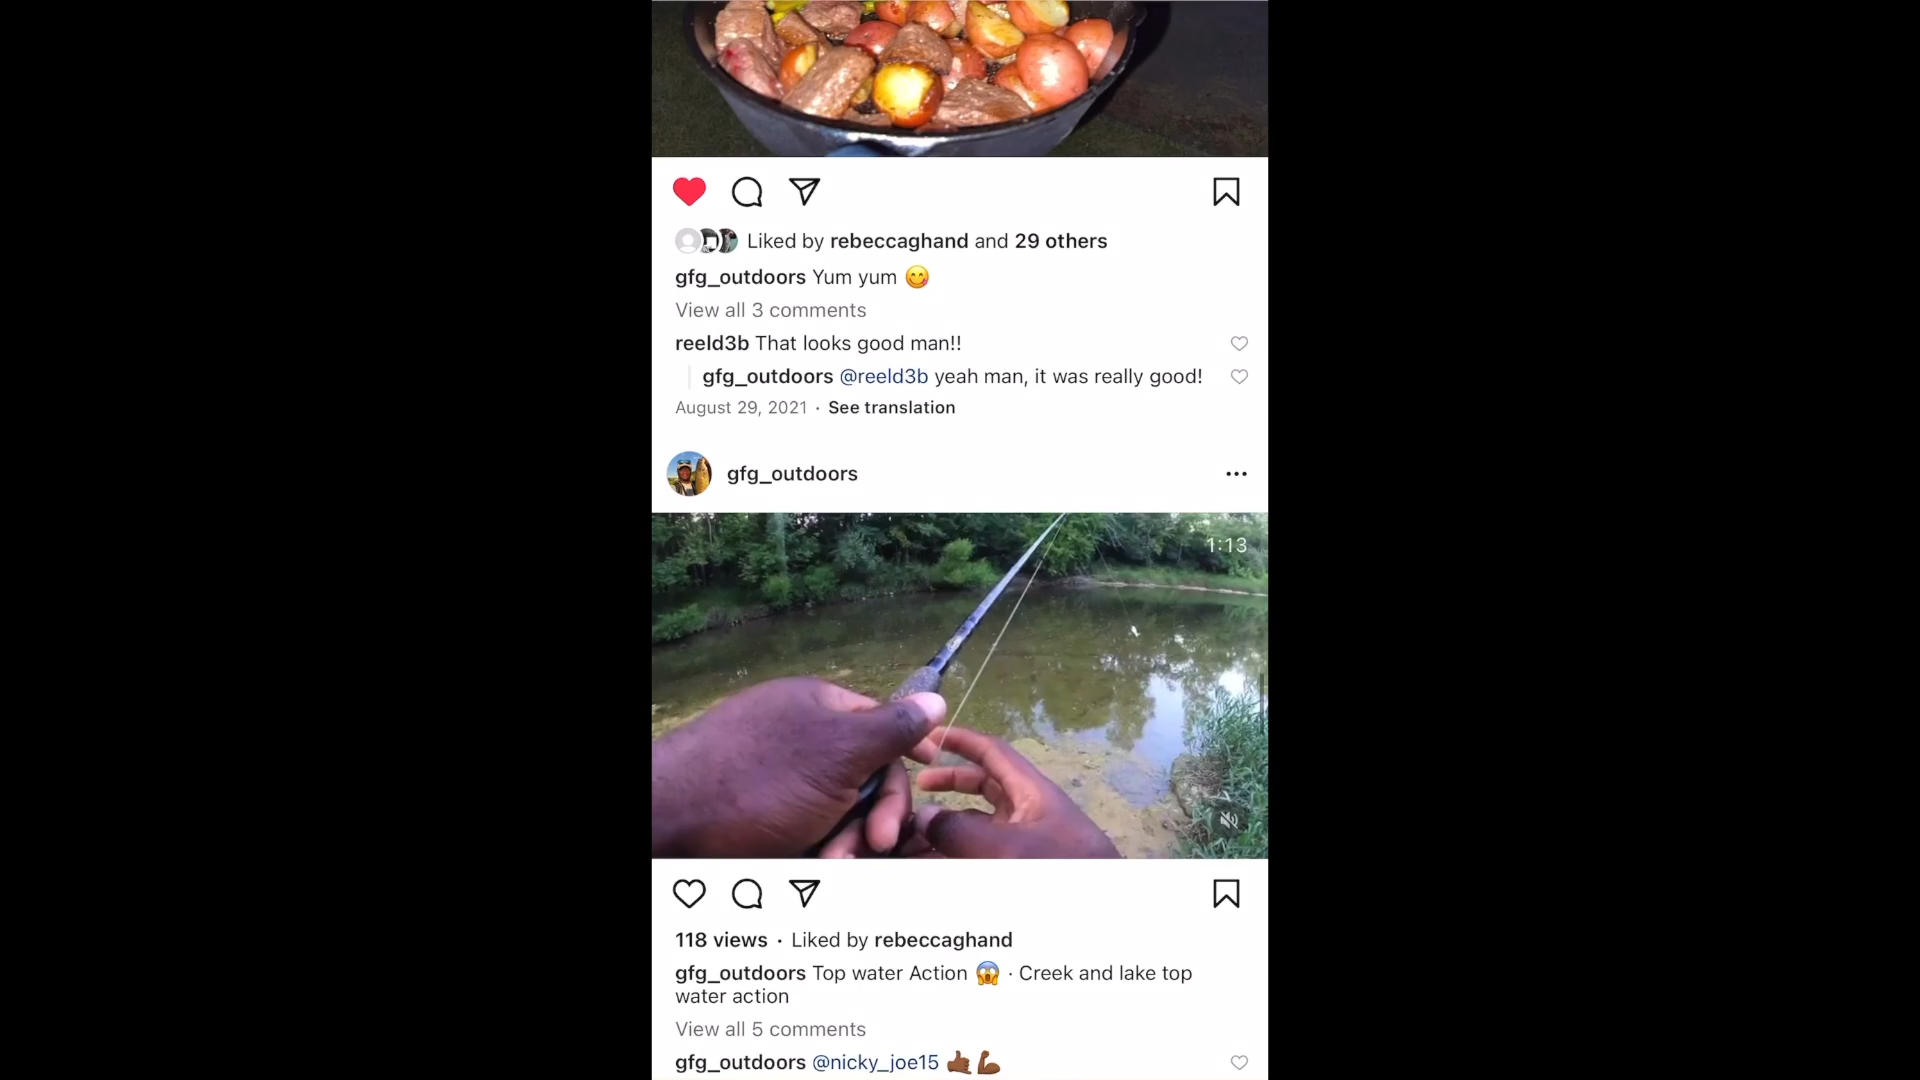 Liked by rebeccaghand and 29 others
gfg_outdoors Yum yum 😋
View all 3 comments
reeld3b That looks good man!!
gfg_outdoors @reeld3b yeah man, it was really good!
August 29, 2021 · See translation
gfg_outdoors
1:13
118 views · Liked by rebeccaghand
gfg_outdoors Top water Action 😱 · Creek and lake top
water action
View all 5 comments
gfg_outdoors @nicky_joe15 🤙🏾💪🏾